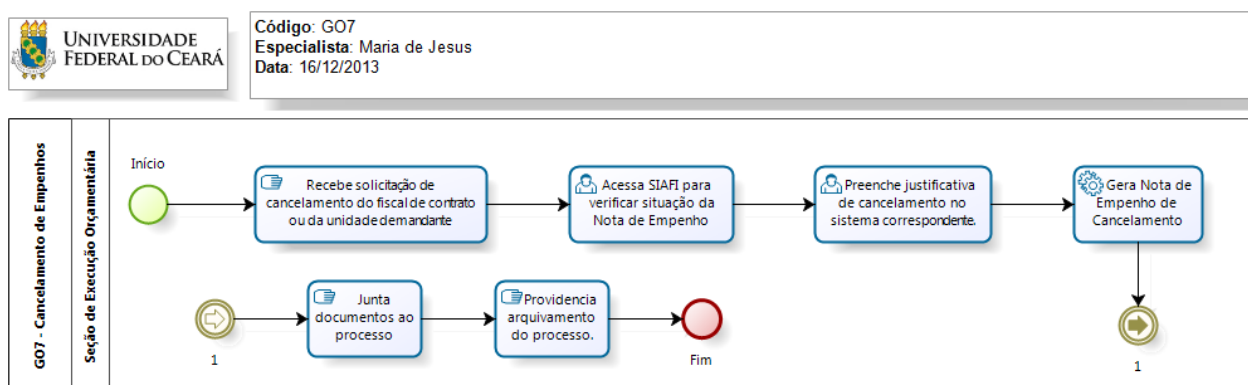 UNIVERSIDADE
FEDERAL DO CEARÁ
Código: GO7
Especialista: Maria de Jesus
Data: 16/12/2013
GO7 - Cancelamento de Empenhos
Seção de Execução Orçamentária
Início
Recebe solicitação de
cancelamento do fiscal de contrato
ou da unidade demandante
Acessa SIAFI para
verificar situação da
Nota de Empenho
Preenche justificativa
de cancelamento no
sistema correspondente.
Gera Nota de
Empenho de
Cancelamento
1
Junta
documentos ao
processo
Providencia
arquivamento
do processo.
Fim
1